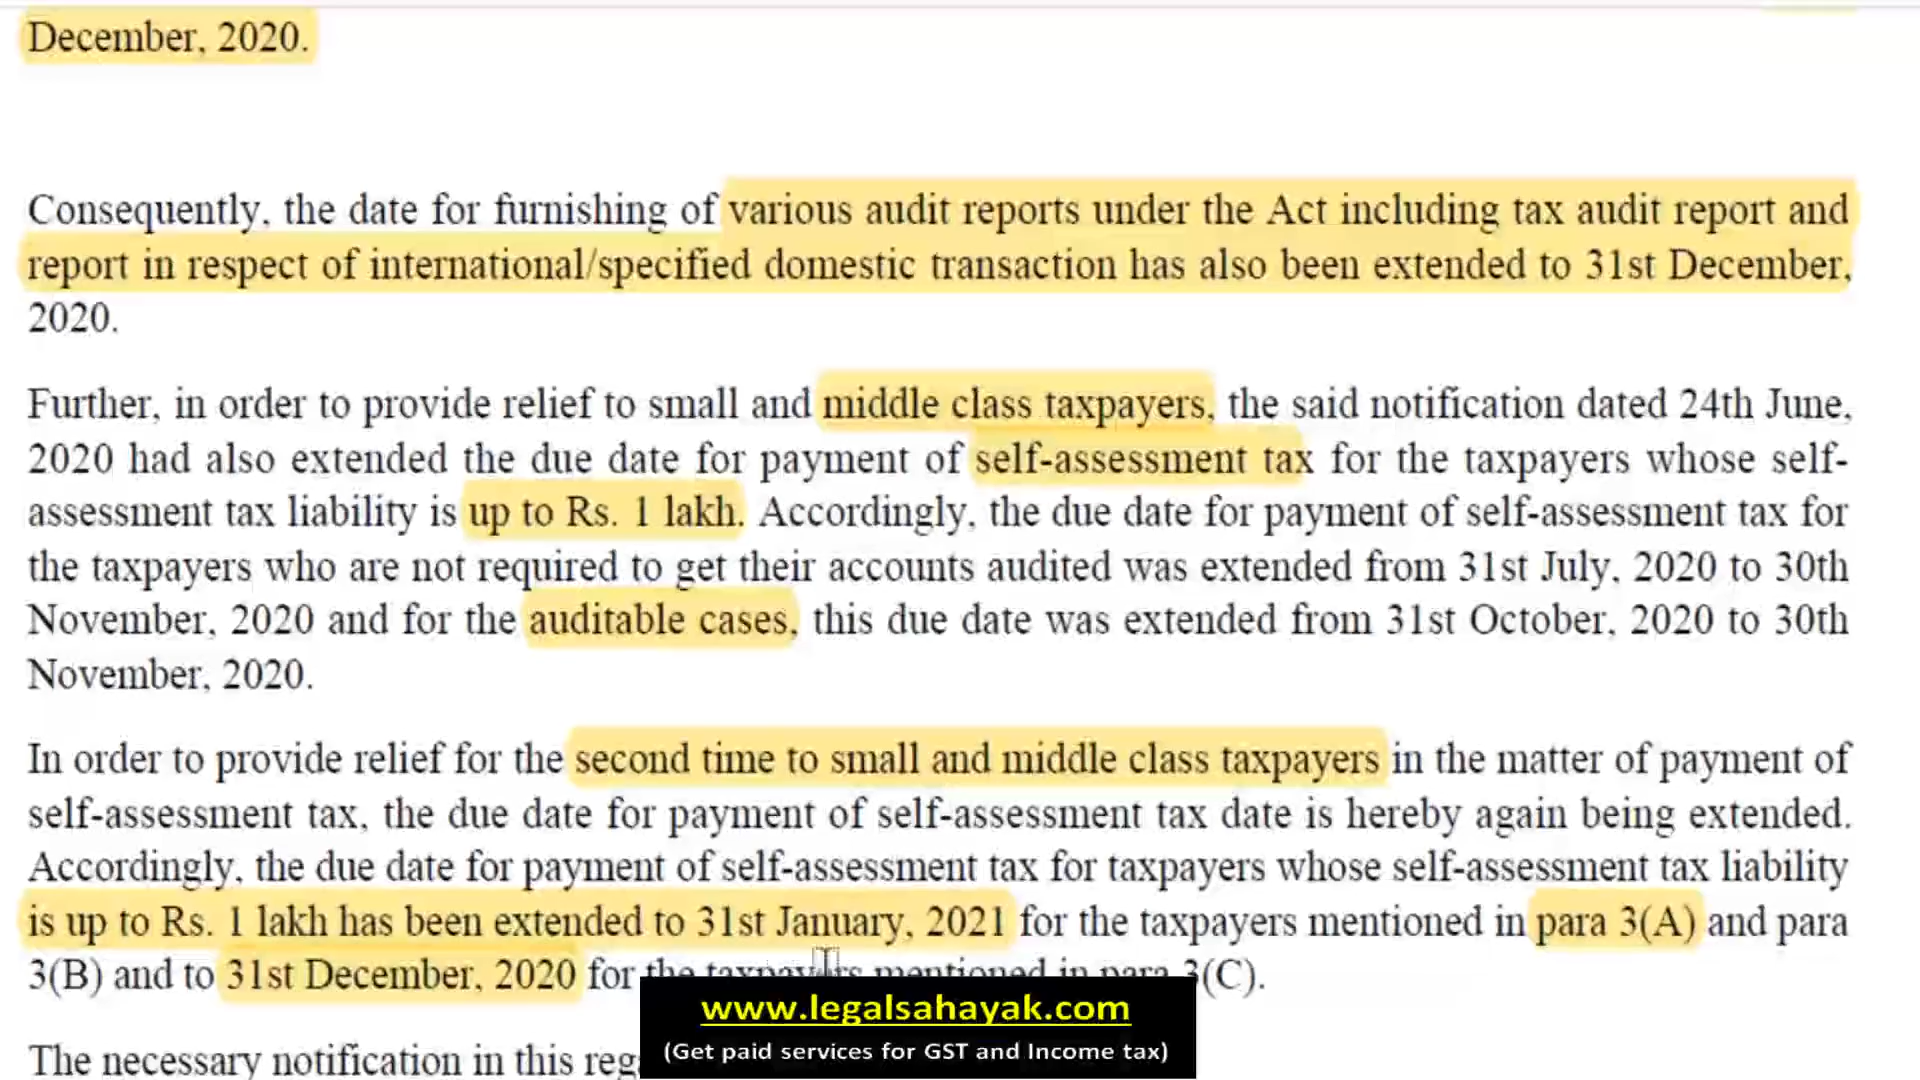 December, 2020.
Consequently, the date for furnishing of various audit reports under the Act including tax audit report and
report in respect of international/specified domestic transaction has also been extended to 31st December,
2020.
Further, in order to provide relief to small and middle class taxpayers, the said notification dated 24th June,
2020 had also extended the due date for payment of self-assessment tax for the taxpayers whose self-
assessment tax liability is up to Rs. 1 lakh. Accordingly, the due date for payment of self-assessment tax for
the taxpayers who are not required to get their accounts audited was extended from 31st July, 2020 to 30th
November, 2020 and for the auditable cases, this due date was extended from 31st October, 2020 to 30th
November, 2020.
In order to provide relief for the second time to small and middle class taxpayers in the matter of payment of
self-assessment tax, the due date for payment of self-assessment tax date is hereby again being extended.
Accordingly, the due date for payment of self-assessment tax for taxpayers whose self-assessment tax liability
is up to Rs. 1 lakh has been extended to 31st January, 2021 for the taxpayers mentioned in para 3(A) and para
3(B) and to 31st December, 2020 for the taxpayers mentioned in para 3(C).
www.legalsahayak.com
(Get paid services for GST and Income tax)
The necessary notification in this